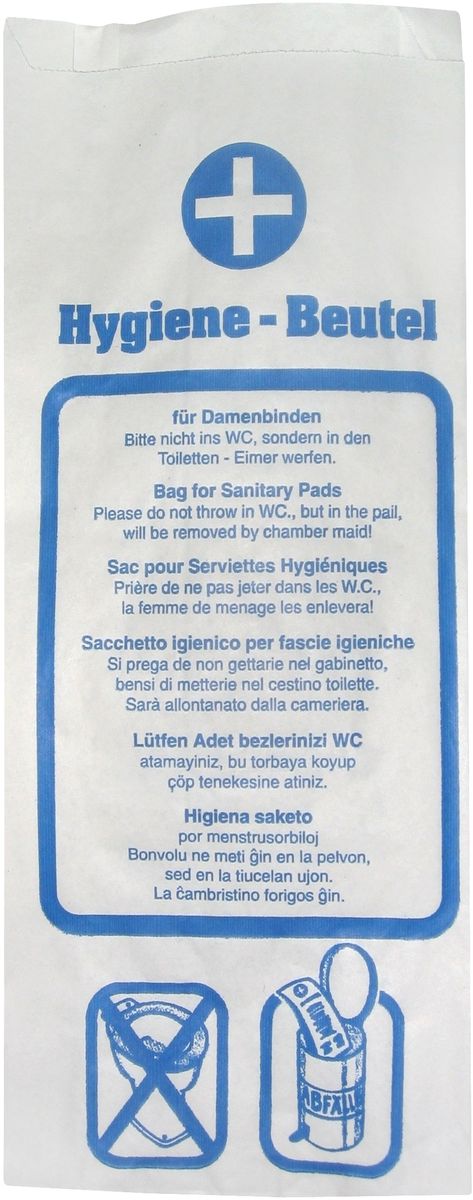 Hygiene - Beutel
für Damenbinden
Bitte nicht ins WC, sondern in den
Toiletten - Eimer werfen.
Bag for Sanitary Pads
Please do not throw in WC., but in the pail,
will be removed by chamber maid!
Sac pour Serviettes Hygiéniques
Prière de ne pas jeter dans les W.C.,
la femme de menage les enlevera!
Sacchetto igienico per fascie igieniche
Si prega de non gettarie nel gabinetto,
bensi di metterie nel cestino toilette.
Sarà allontanato dalla cameriera.
Lütfen Adet bezlerinizi WC
atamayiniz, bu torbaya koyup
çöp tenekesine atiniz.
Higiena saketo
por menstrusorbiloj
Bonvolu ne meti ĝin en la pelvon,
sed en la tiucelan ujon.
La ĉambristino forigos ĝin.
ABFÄLLE